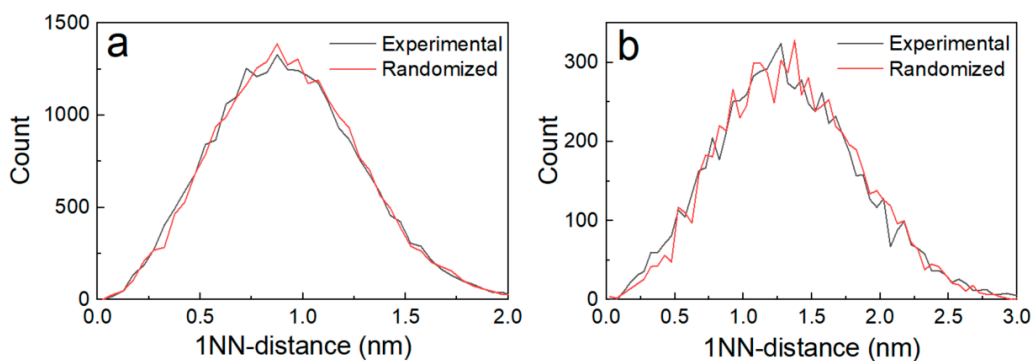 a
Experimental
Randomized
Count
1500
1000
500
0
0.0 0.5 1.0 1.5 2.0
1NN-distance (nm)
b
Experimental
Randomized
Count
300
200
100
0
0.0 0.5 1.0 1.5 2.0 2.5 3.0
1NN-distance (nm)